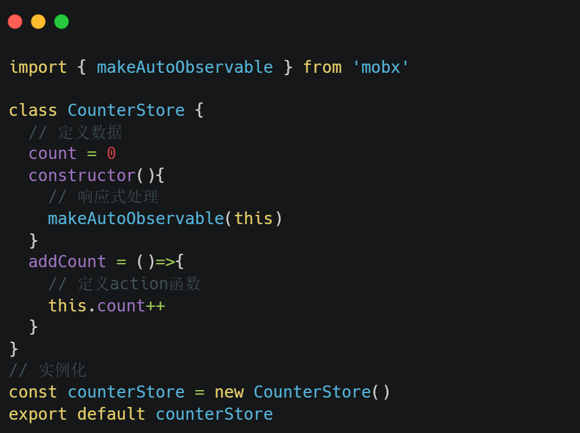 import { makeAutoObservable } from 'mobx'
class CounterStore {
// 定义数据
count = 0
constructor(){
// 响应式处理
makeAutoObservable(this)
}
addCount = ()=>{
// 定义action函数
this.count++
}
}
// 实例化
const counterStore = new CounterStore()
export default counterStore